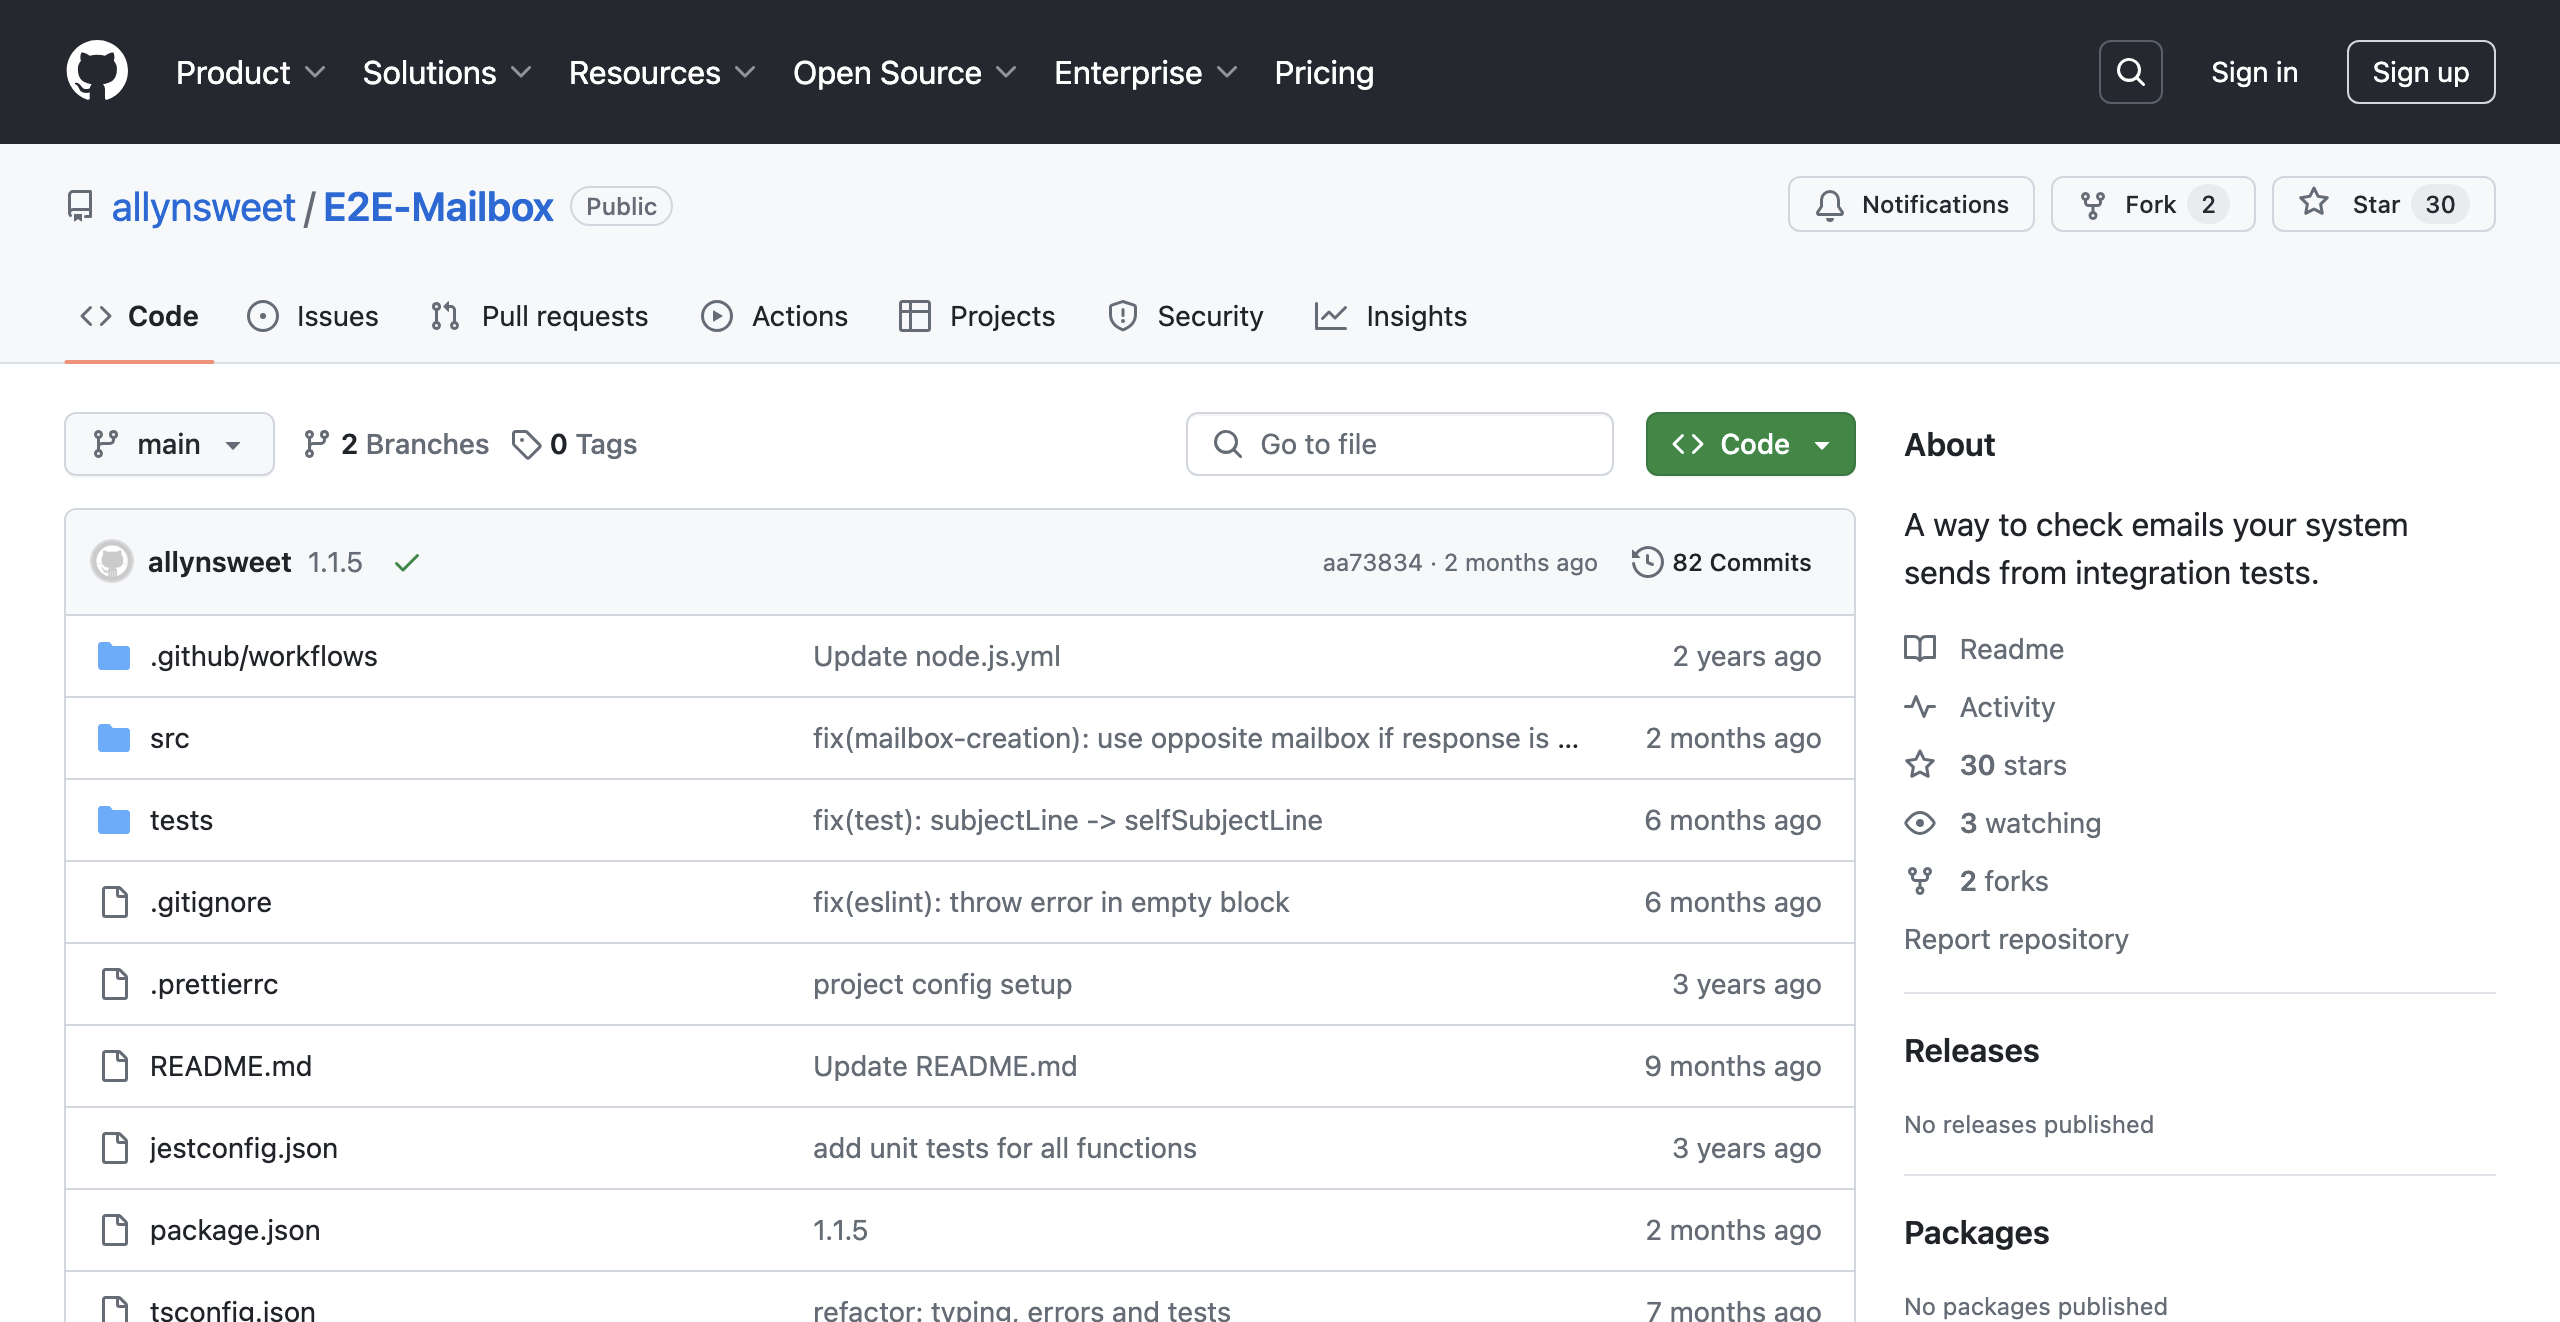 Product Solutions Resources Open Source Enterprise Pricing Sign in Sign up
allynsweet / E2E-Mailbox Public Notifications Fork 2 Star 30
Code Issues Pull requests Actions Projects Security Insights
main 2 Branches 0 Tags Go to file Code
allynsweet 1.1.5 aa73834 · 2 months ago 82 Commits
.github/workflows Update node.js.yml 2 years ago
src fix(mailbox-creation): use opposite mailbox if response is ... 2 months ago
tests fix(test): subjectLine -> selfSubjectLine 6 months ago
.gitignore fix(eslint): throw error in empty block 6 months ago
.prettierrc project config setup 3 years ago
README.md Update README.md 9 months ago
jestconfig.json add unit tests for all functions 3 years ago
package.json 1.1.5 2 months ago
tsconfig.json refactor: typing, errors and tests 7 months ago
About
A way to check emails your system
sends from integration tests.
Readme
Activity
30 stars
3 watching
2 forks
Report repository
Releases
No releases published
Packages
No packages published